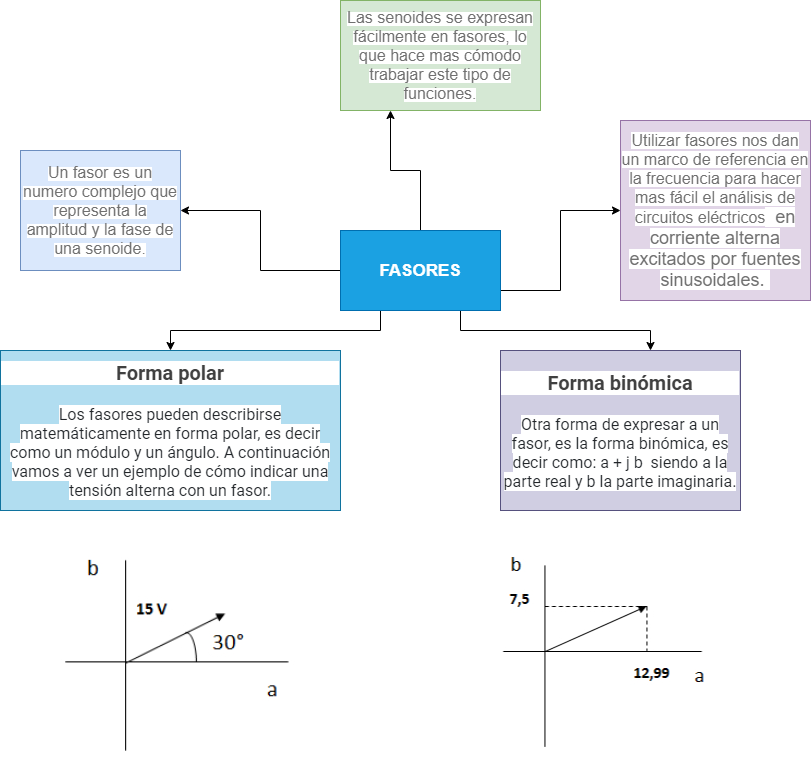 Las senoides se expresan
fácilmente en fasores, lo
que hace mas cómodo
trabajar este tipo de
funciones.
Utilizar fasores nos dan
un marco de referencia en
la frecuencia para hacer
mas fácil el análisis de
circuitos eléctricos en
corriente alterna
excitados por fuentes
sinusoidales.
Un fasor es un
numero complejo que
representa la
amplitud y la fase de
una senoide.
FASORES
Forma polar
Los fasores pueden describirse
matemáticamente en forma polar, es decir
como un módulo y un ángulo. A continuación
vamos a ver un ejemplo de cómo indicar una
tensión alterna con un fasor.
Forma binómica
Otra forma de expresar a un
fasor, es la forma binómica, es
decir como: a + j b siendo a la
parte real y b la parte imaginaria.
b
15 V
30°
a
b
7,5
12,99
a